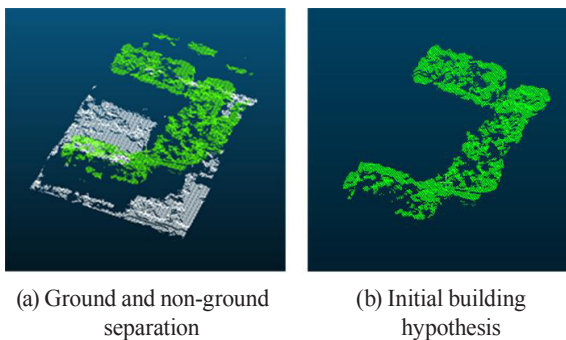 (a) Ground and non-ground
separation
(b) Initial building
hypothesis